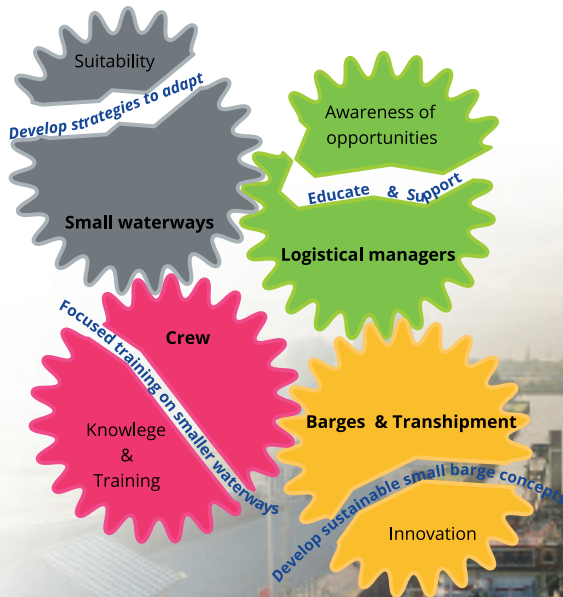 Suitability
Develop strategies to adapt
Small waterways
Awareness of
opportunities
Educate & Support
Logistical managers
Crew
Focused training on smaller waterways
Knowlege
&
Training
Barges & Transhipment
Develop sustainable small barge concepts
Innovation